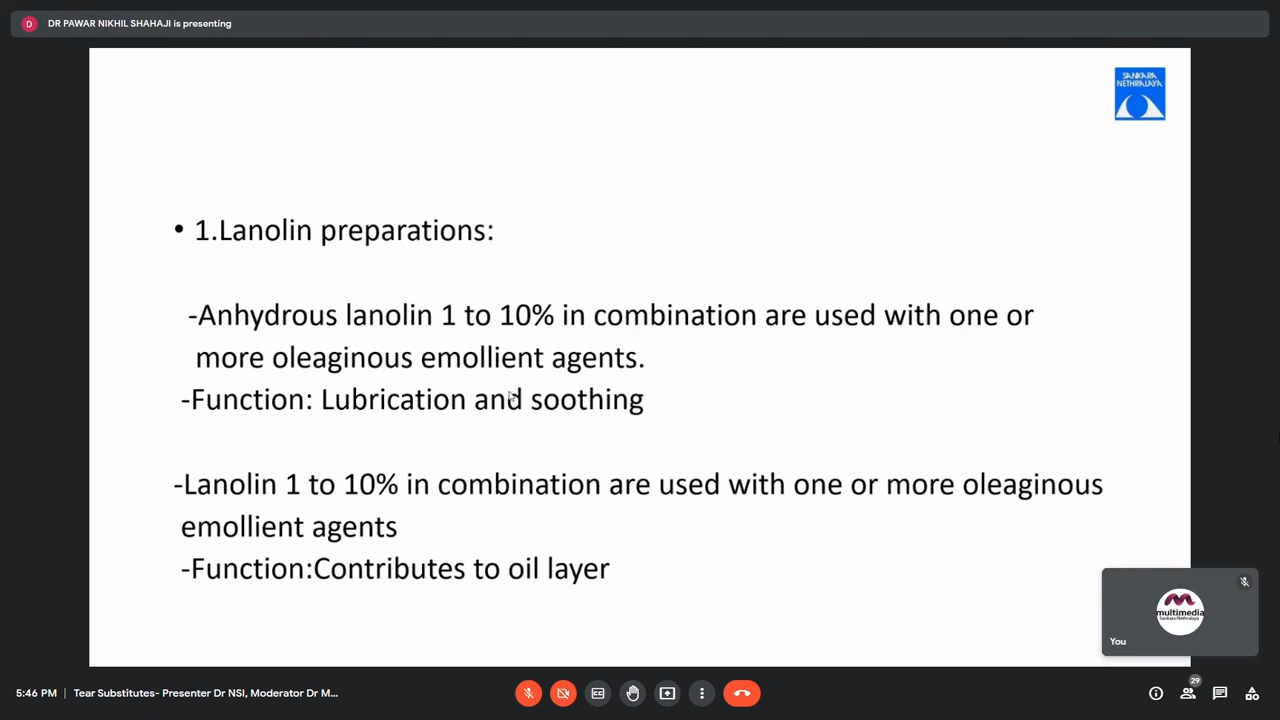 D DR PAWAR NIKHIL SHAHAJI is presenting
SANKARA
NETHRALAYA
• 1.Lanolin preparations:
-Anhydrous lanolin 1 to 10% in combination are used with one or
more oleaginous emollient agents.
-Function: Lubrication and soothing
-Lanolin 1 to 10% in combination are used with one or more oleaginous
emollient agents
-Function:Contributes to oil layer
multimedia
Sankara Nethralaya
You
5:46 PM | Tear Substitutes- Presenter Dr NSI, Moderator Dr M...
CC
29